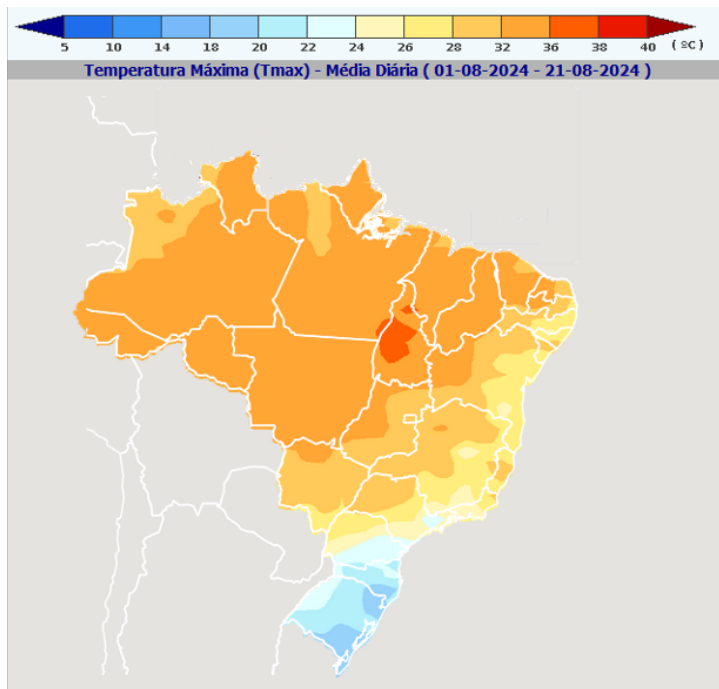 5 10 14 18 20 22 24 26 28 32 36 38 40 ( ºC)
Temperatura Máxima (Tmax) - Média Diária ( 01-08-2024 - 21-08-2024 )